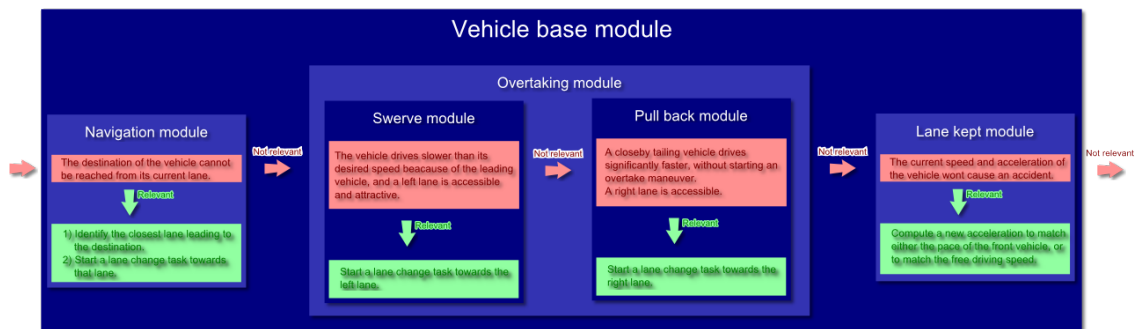 Vehicle base module
Overtaking module
Navigation module
The destination of the vehicle cannot
be reached from its current lane.
Relevant
1) Identify the closest lane leading to
the destination.
2) Start a lane change task towards
that lane.
Not relevant
Swerve module
The vehicle drives slower than its
desired speed beacause of the leading
vehicle, and a left lane is accessible
and attractive.
Relevant
Start a lane change task towards the
left lane.
Not relevant
Pull back module
A closeby tailing vehicle drives
significantly faster, without starting an
overtake maneuver.
A right lane is accessible.
Relevant
Start a lane change task towards the
right lane.
Not relevant
Lane kept module
The current speed and acceleration of
the vehicle wont cause an accident.
Relevant
Compute a new acceleration to match
either the pace of the front vehicle, or
to match the free driving speed.
Not relevant